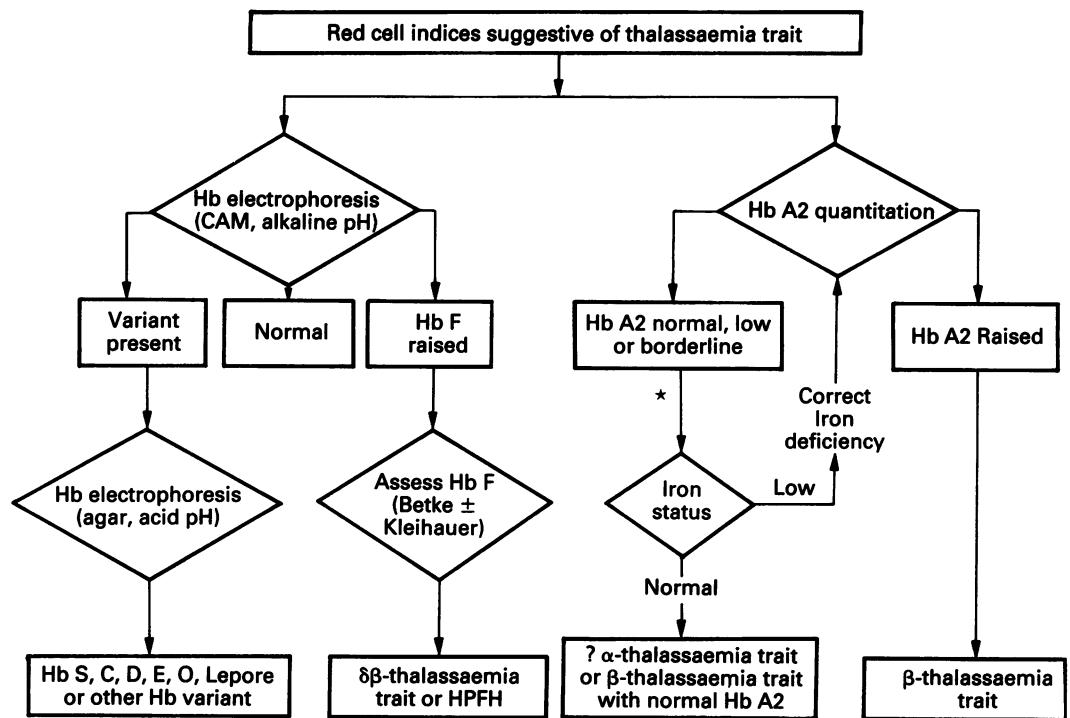 Red cell indices suggestive of thalassaemia trait
Hb electrophoresis
(CAM, alkaline pH)
Hb A2 quantitation
Variant
present
Normal
Hb F
raised
Hb A2 normal, low
or borderline
Hb A2 Raised
★
Correct
Iron
deficiency
Hb electrophoresis
(agar, acid pH)
Assess Hb F
(Betke ±
Kleihauer)
Iron
status
Low
Normal
Hb S, C, D, E, O, Lepore
or other Hb variant
δβ-thalassaemia
trait or HPFH
? α-thalassaemia trait
or β-thalassaemia trait
with normal Hb A2
β-thalassaemia
trait